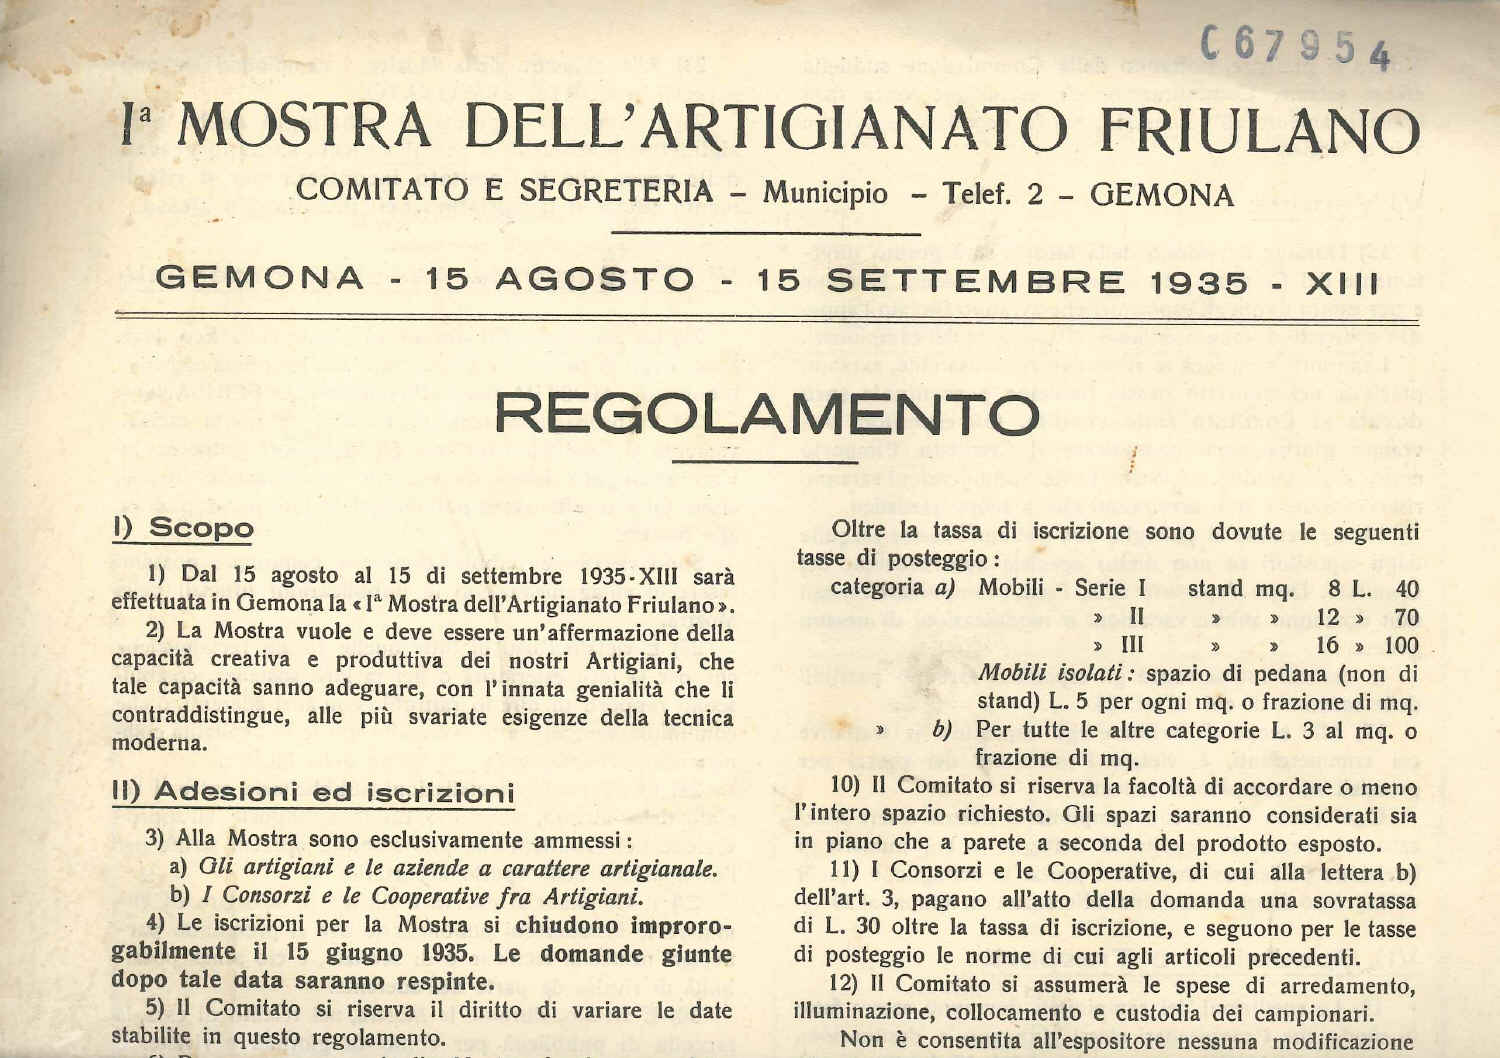 C67954
Iª MOSTRA DELL'ARTIGIANATO FRIULANO
COMITATO E SEGRETERIA – Municipio – Telef. 2 – GEMONA
GEMONA - 15 AGOSTO - 15 SETTEMBRE 1935 - XIII
REGOLAMENTO
I) Scopo
1) Dal 15 agosto al 15 di settembre 1935-XIII sarà
effettuata in Gemona la «Iª Mostra dell'Artigianato Friulano».
2) La Mostra vuole e deve essere un'affermazione della
capacità creativa e produttiva dei nostri Artigiani, che
tale capacità sanno adeguare, con l'innata genialità che li
contraddistingue, alle più svariate esigenze della tecnica
moderna.
II) Adesioni ed iscrizioni
3) Alla Mostra sono esclusivamente ammessi :
a) Gli artigiani e le aziende a carattere artigianale.
b) I Consorzi e le Cooperative fra Artigiani.
4) Le iscrizioni per la Mostra si chiudono improro-
gabilmente il 15 giugno 1935. Le domande giunte
dopo tale data saranno respinte.
5) Il Comitato si riserva il diritto di variare le date
stabilite in questo regolamento.
Oltre la tassa di iscrizione sono dovute le seguenti
tasse di posteggio :
categoria a) Mobili - Serie I stand mq. 8 L. 40
» II » » 12 » 70
» III » » 16 » 100
Mobili isolati : spazio di pedana (non di
stand) L. 5 per ogni mq. o frazione di mq.
» b) Per tutte le altre categorie L. 3 al mq. o
frazione di mq.
10) Il Comitato si riserva la facoltà di accordare o meno
l'intero spazio richiesto. Gli spazi saranno considerati sia
in piano che a parete a seconda del prodotto esposto.
11) I Consorzi e le Cooperative, di cui alla lettera b)
dell'art. 3, pagano all'atto della domanda una sovratassa
di L. 30 oltre la tassa di iscrizione, e seguono per le tasse
di posteggio le norme di cui agli articoli precedenti.
12) Il Comitato si assumerà le spese di arredamento,
illuminazione, collocamento e custodia dei campionari.
Non è consentita all'espositore nessuna modificazione